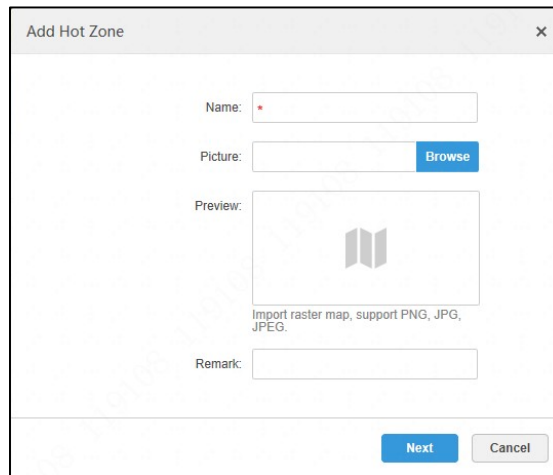 Add Hot Zone ×
Name: *
Picture: Browse
Preview:
Import raster map, support PNG, JPG,
JPEG.
Remark:
Next Cancel